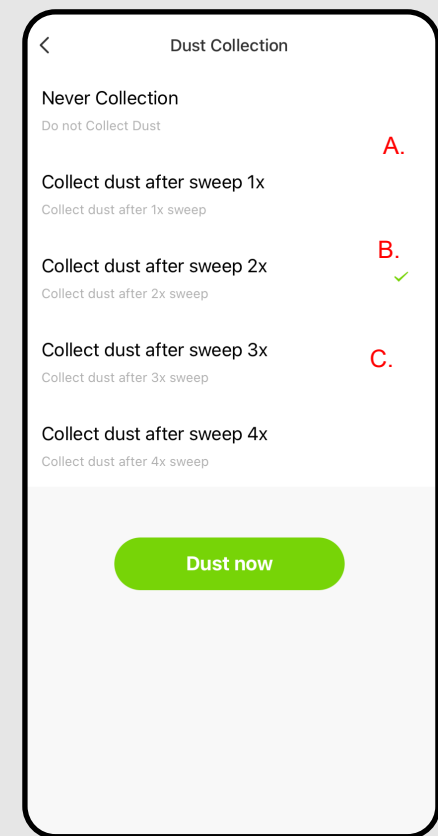 Dust Collection
Never Collection
Do not Collect Dust
A.
Collect dust after sweep 1x
Collect dust after 1x sweep
B.
Collect dust after sweep 2x
Collect dust after 2x sweep
Collect dust after sweep 3x
C.
Collect dust after 3x sweep
Collect dust after sweep 4x
Collect dust after 4x sweep
Dust now